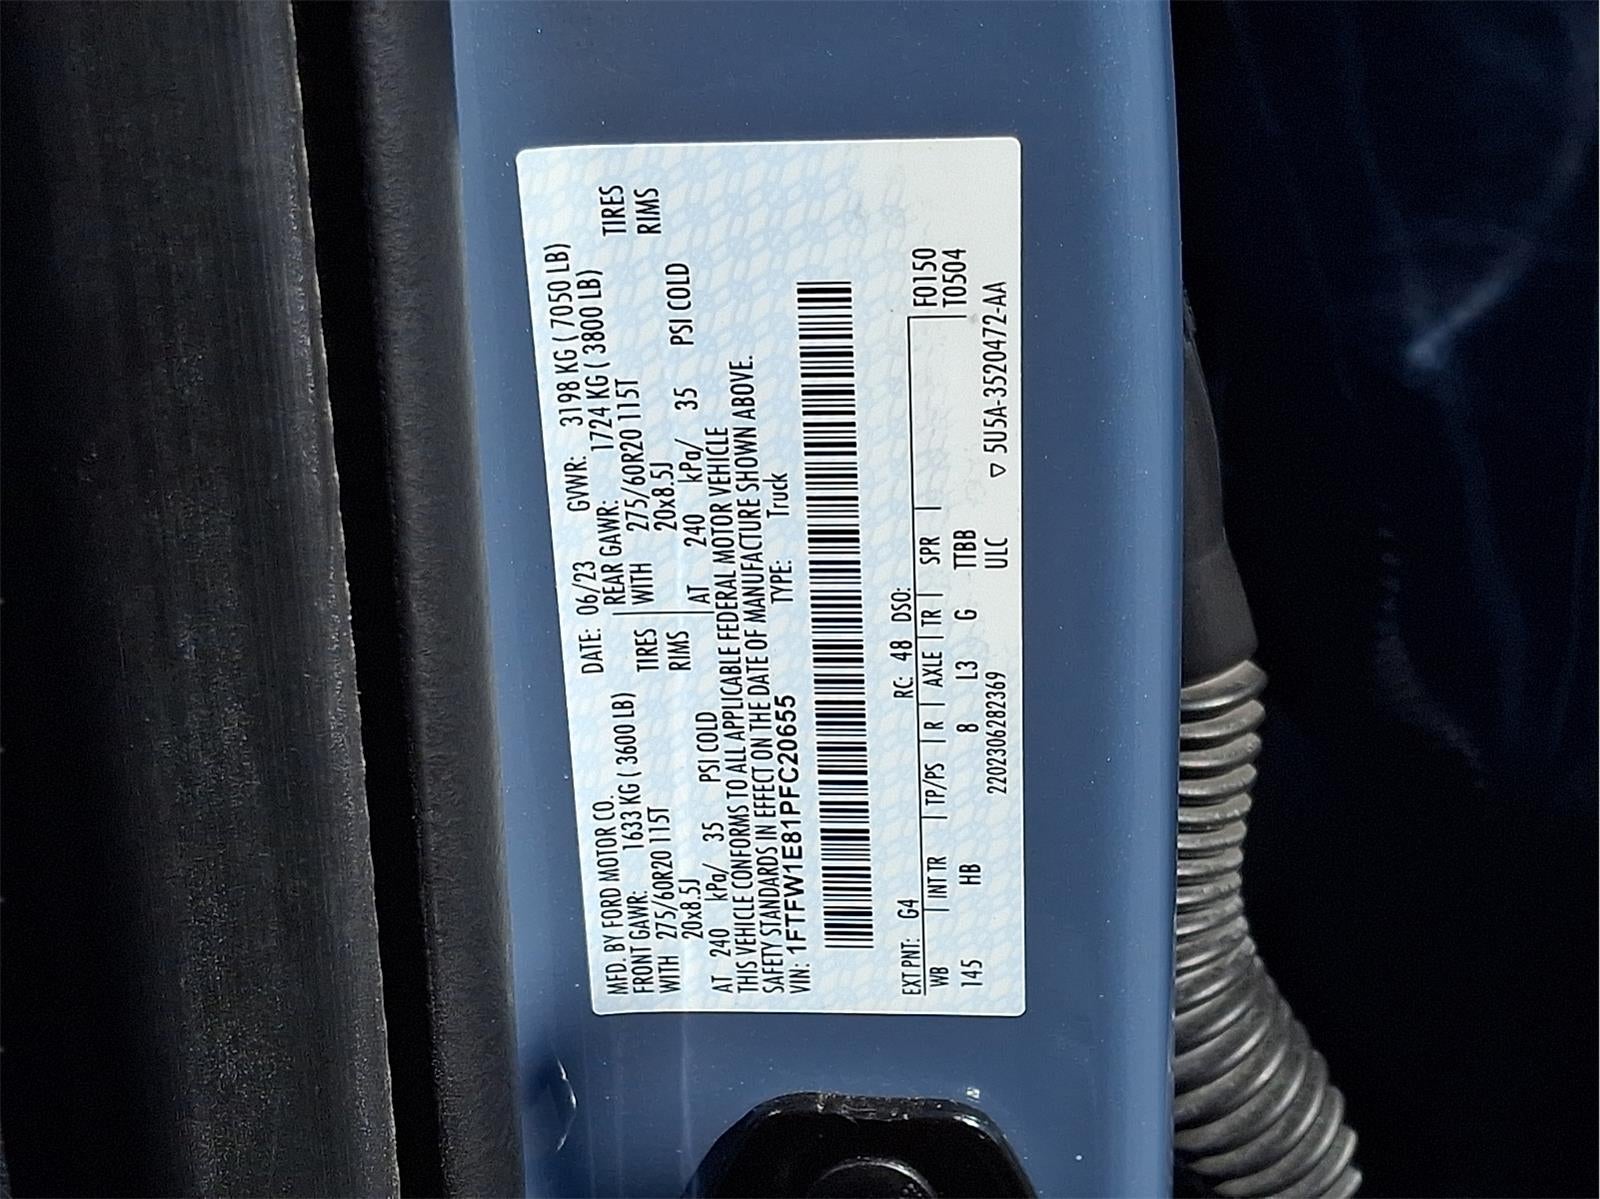 MFD. BY FORD MOTOR CO. DATE: 06/23 GVWR: 3198 KG ( 7050 LB)
FRONT GAWR: 1633 KG ( 3600 LB) REAR GAWR: 1724 KG ( 3800 LB)
WITH 275/60R20 115T TIRES WITH 275/60R20 115T TIRES
20x8.5J RIMS 20x8.5J RIMS
AT 240 kPa/ 35 PSI COLD AT 240 kPa/ 35 PSI COLD
THIS VEHICLE CONFORMS TO ALL APPLICABLE FEDERAL MOTOR VEHICLE
SAFETY STANDARDS IN EFFECT ON THE DATE OF MANUFACTURE SHOWN ABOVE.
VIN: 1FTFW1E81PFC20655 TYPE: Truck
EXT PNT: G4 RC: 48 DSO: F0150
WB INT TR TP/PS R AXLE TR SPR T0504
145 HB 8 L3 G TTBB
2202306282369 ULC ▽ 5U5A-3520472-AA